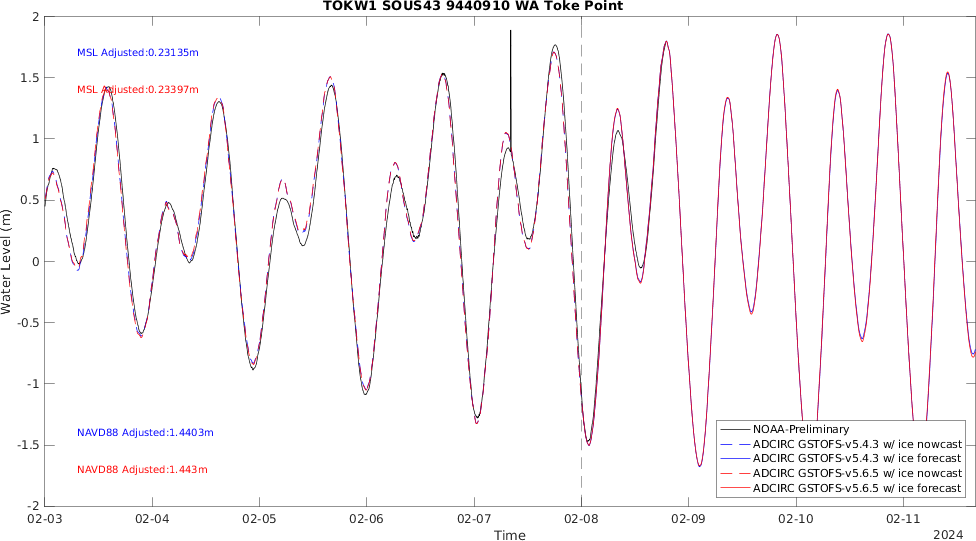 TOKW1 SOUS43 9440910 WA Toke Point
MSL Adjusted:0.23135m
MSL Adjusted:0.23397m
NAVD88 Adjusted:1.4403m
NAVD88 Adjusted:1.443m
Water Level (m)
2
1.5
1
0.5
0
-0.5
-1
-1.5
-2
NOAA-Preliminary
ADCIRC GSTOFS-v5.4.3 w/ ice nowcast
ADCIRC GSTOFS-v5.4.3 w/ ice forecast
ADCIRC GSTOFS-v5.6.5 w/ ice nowcast
ADCIRC GSTOFS-v5.6.5 w/ ice forecast
02-03 02-04 02-05 02-06 02-07 02-08 02-09 02-10 02-11
Time
2024